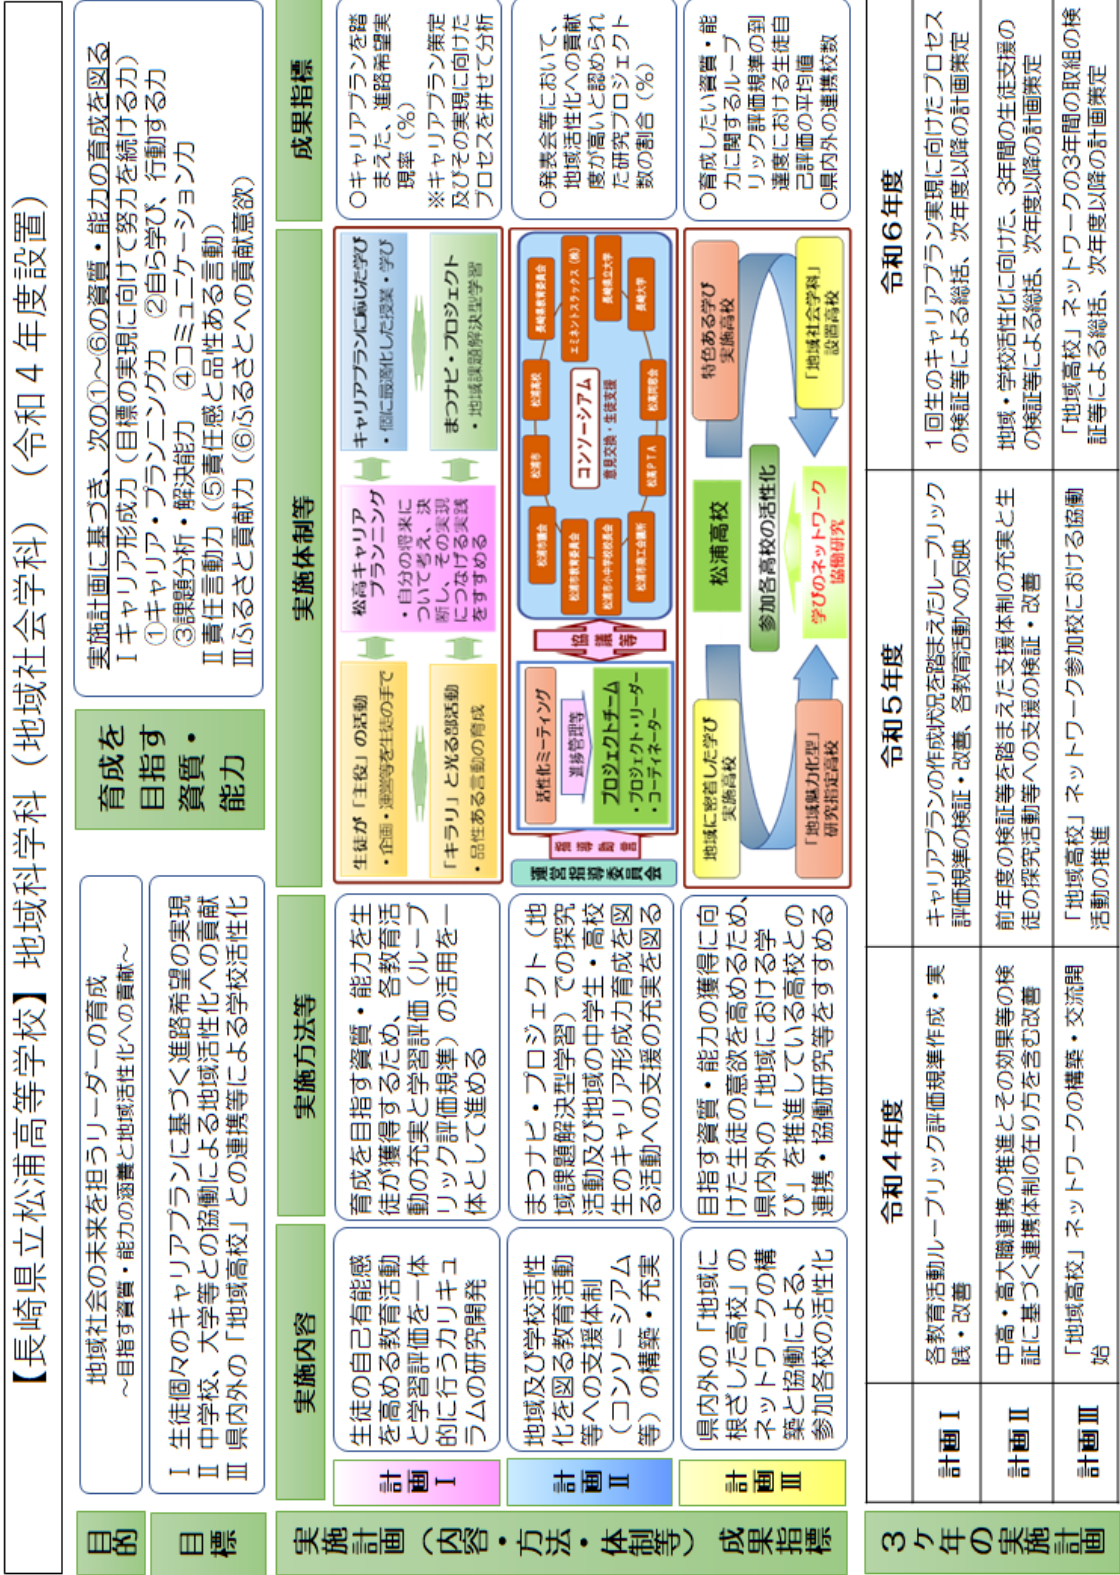 【長崎県立松浦高等学校】 地域科学科（地域社会学科）（令和４年度設置）
目的
地域社会の未来を担うリーダーの育成
～目指す資質・能力の涵養と地域活性化への貢献～
目標
Ⅰ 生徒個々のキャリアプランに基づく進路希望の実現
Ⅱ 中学校、大学等との協働による地域活性化への貢献
Ⅲ 県内外の「地域高校」との連携等による学校活性化
育成を
目指す
資質・
能力
実施計画に基づき、次の①～⑥の資質・能力の育成を図る
Ⅰ キャリア形成力（目標の実現に向けて努力を続ける力）
①キャリア・プランニング力 ②自ら学び、行動する力
③課題分析・解決能力 ④コミュニケーション力
Ⅱ 責任言動力（⑤責任感と品性ある言動）
Ⅲ ふるさと貢献力（⑥ふるさとへの貢献意欲）
実施計画（内容・方法・体制等） 成果指標
実施内容
実施方法等
実施体制等
成果指標
計画Ⅰ
生徒の自己有能感
を高める教育活動
と学習評価を一体
的に行うカリキュ
ラムの研究開発
育成を目指す資質・能力を生
徒が獲得するため、各教育活
動の充実と学習評価（ルーブ
リック評価規準）の活用を一
体として進める
生徒が「主役」の活動
・企画・運営等を生徒の手で
「キラリ」と光る部活動
・品性ある言動の育成
松高キャリア
プランニング
・自分の将来に
ついて考え、決
断し、その実現
につなげる実践
をすすめる
キャリアプランに応じた学び
・個に最適化した授業・学び
まつナビ・プロジェクト
・地域課題解決型学習
○キャリアプランを踏
まえた、進路希望実
現率（％）
※キャリアプラン策定
及びその実現に向けた
プロセスを併せて分析
計画Ⅱ
地域及び学校活性
化を図る教育活動
等への支援体制
（コンソーシアム
等）の構築・充実
まつナビ・プロジェクト（地
域課題解決型学習）での探究
活動及び地域の中学生・高校
生のキャリア形成力育成を図
る活動への支援の充実を図る
運営指導委員会
指導助言
活性化ミーティング
進捗管理等
プロジェクトチーム
・プロジェクト・リーダー
・コーディネーター
協議等
コンソーシアム
意見交換・生徒支援
松浦市議会
松浦市
松浦高校
長崎県教育委員会
エミネントスラックス（株）
長崎県立大学
長崎大学
松高同窓会
松高ＰＴＡ
松浦商工会議所
松浦市小中学校校長会
松浦市教育委員会
○発表会等において、
地域活性化への貢献
度が高いと認められ
た研究プロジェクト
数の割合（％）
計画Ⅲ
県内外の「地域に
根ざした高校」の
ネットワークの構
築と協働による、
参加各校の活性化
目指す資質・能力の獲得に向
けた生徒の意欲を高めるため、
県内外の「地域における学
び」を推進している高校との
連携・協働研究等をすすめる
地域に密着した学び
実施高校
「地域魅力化型」
研究指定高校
松浦高校
参加各高校の活性化
学びのネットワーク
協働研究
特色ある学び
実施高校
「地域社会学科」
設置高校
○育成したい資質・能
力に関するルーブ
リック評価規準の到
達度における生徒自
己評価の平均値
○県内外の連携校数
３ヶ年の実施計画
令和４年度
令和５年度
令和６年度
計画Ⅰ
各教育活動ルーブリック評価規準作成・実
践・改善
キャリアプランの作成状況を踏まえたルーブリック
評価規準の検証・改善、各教育活動への反映
１回生のキャリアプラン実現に向けたプロセス
の検証等による総括、次年度以降の計画策定
計画Ⅱ
中高・高大職連携の推進とその効果等の検
証に基づく連携体制の在り方を含む改善
前年度の検証等を踏まえた支援体制の充実と生
徒の探究活動等への支援の検証・改善
地域・学校活性化に向けた、３年間の生徒支援の
の検証等による総括、次年度以降の計画策定
計画Ⅲ
「地域高校」ネットワークの構築・交流開
始
「地域高校」ネットワーク参加校における協働
活動の推進
「地域高校」ネットワークの３年間の取組の検
証等による総括、次年度以降の計画策定